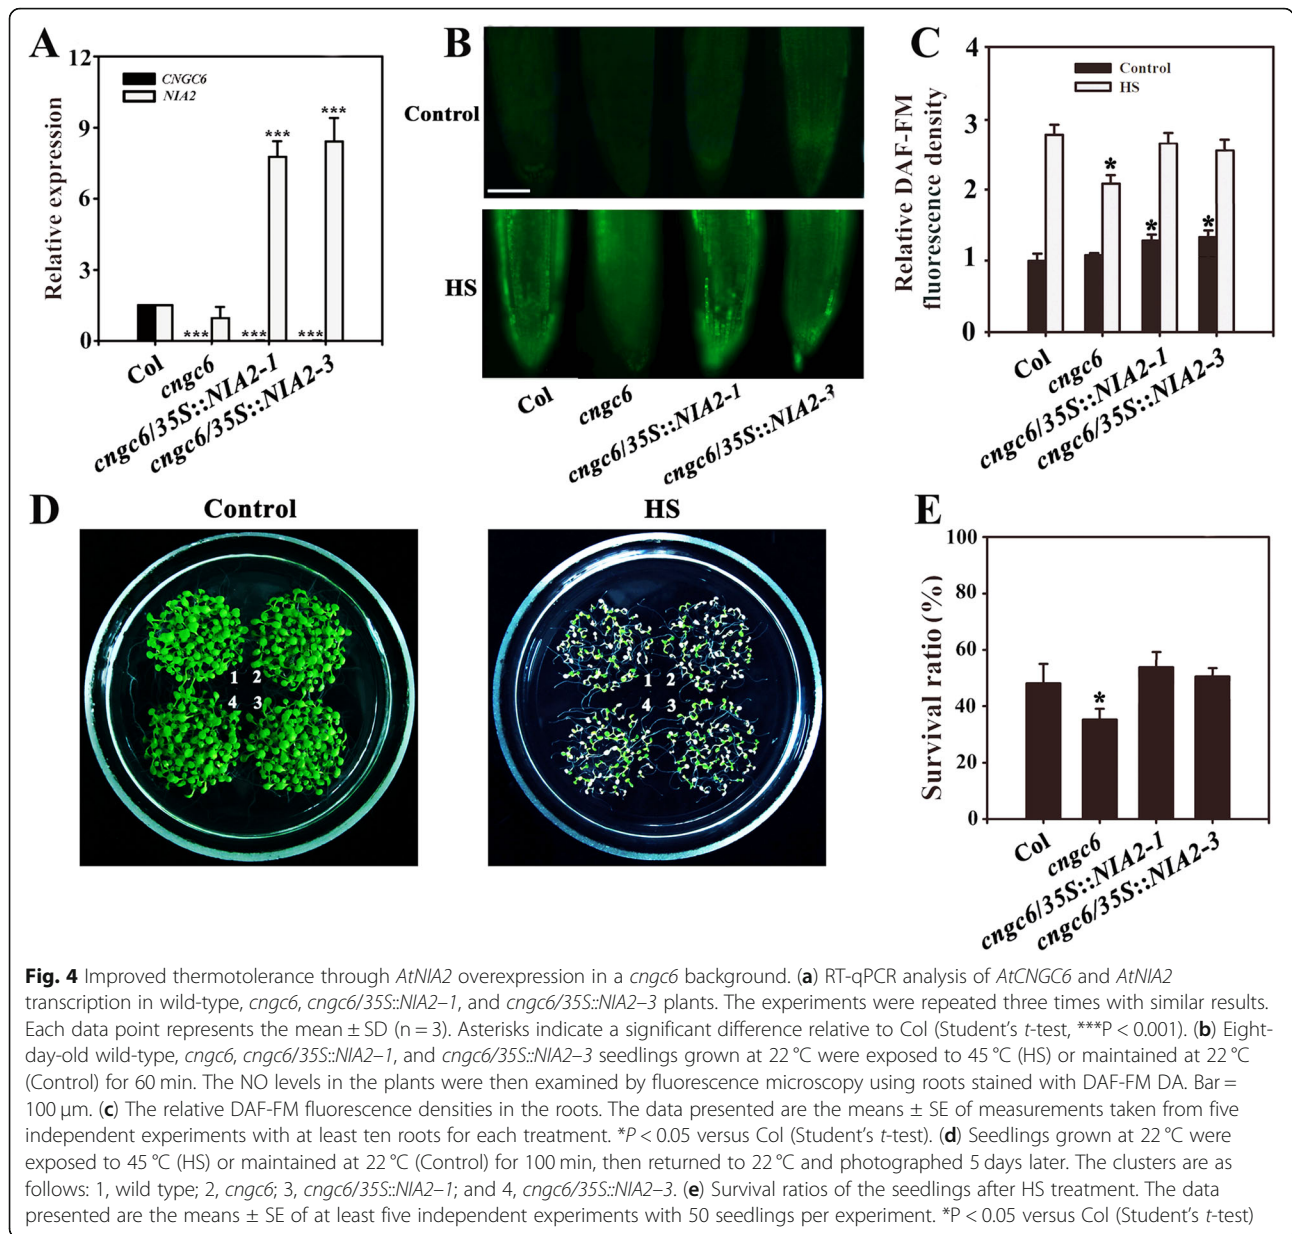 A
12
9
6
3
0
Relative expression
CNGC6
NIA2
***
***
***
***
***
Col
cngc6
cngc6/35S::NIA2-1
cngc6/35S::NIA2-3
B
Control
HS
Col
cngc6
cngc6/35S::NIA2-1
cngc6/35S::NIA2-3
C
4
3
2
1
0
Relative DAF-FM
fluorescence density
Control
HS
*
*
*
Col
cngc6
cngc6/35S::NIA2-1
cngc6/35S::NIA2-3
D
Control
1 2
4 3
HS
1 2
4 3
E
100
80
60
40
20
0
Survival ratio (%)
*
Col
cngc6
cngc6/35S::NIA2-1
cngc6/35S::NIA2-3
Fig. 4 Improved thermotolerance through AtNIA2 overexpression in a cngc6 background. (a) RT-qPCR analysis of AtCNGC6 and AtNIA2
transcription in wild-type, cngc6, cngc6/35S::NIA2–1, and cngc6/35S::NIA2–3 plants. The experiments were repeated three times with similar results.
Each data point represents the mean ± SD (n = 3). Asterisks indicate a significant difference relative to Col (Student's t-test, ***P < 0.001). (b) Eight-
day-old wild-type, cngc6, cngc6/35S::NIA2–1, and cngc6/35S::NIA2–3 seedlings grown at 22 °C were exposed to 45 °C (HS) or maintained at 22 °C
(Control) for 60 min. The NO levels in the plants were then examined by fluorescence microscopy using roots stained with DAF-FM DA. Bar =
100 μm. (c) The relative DAF-FM fluorescence densities in the roots. The data presented are the means ± SE of measurements taken from five
independent experiments with at least ten roots for each treatment. *P < 0.05 versus Col (Student's t-test). (d) Seedlings grown at 22 °C were
exposed to 45 °C (HS) or maintained at 22 °C (Control) for 100 min, then returned to 22 °C and photographed 5 days later. The clusters are as
follows: 1, wild type; 2, cngc6; 3, cngc6/35S::NIA2–1; and 4, cngc6/35S::NIA2–3. (e) Survival ratios of the seedlings after HS treatment. The data
presented are the means ± SE of at least five independent experiments with 50 seedlings per experiment. *P < 0.05 versus Col (Student's t-test)